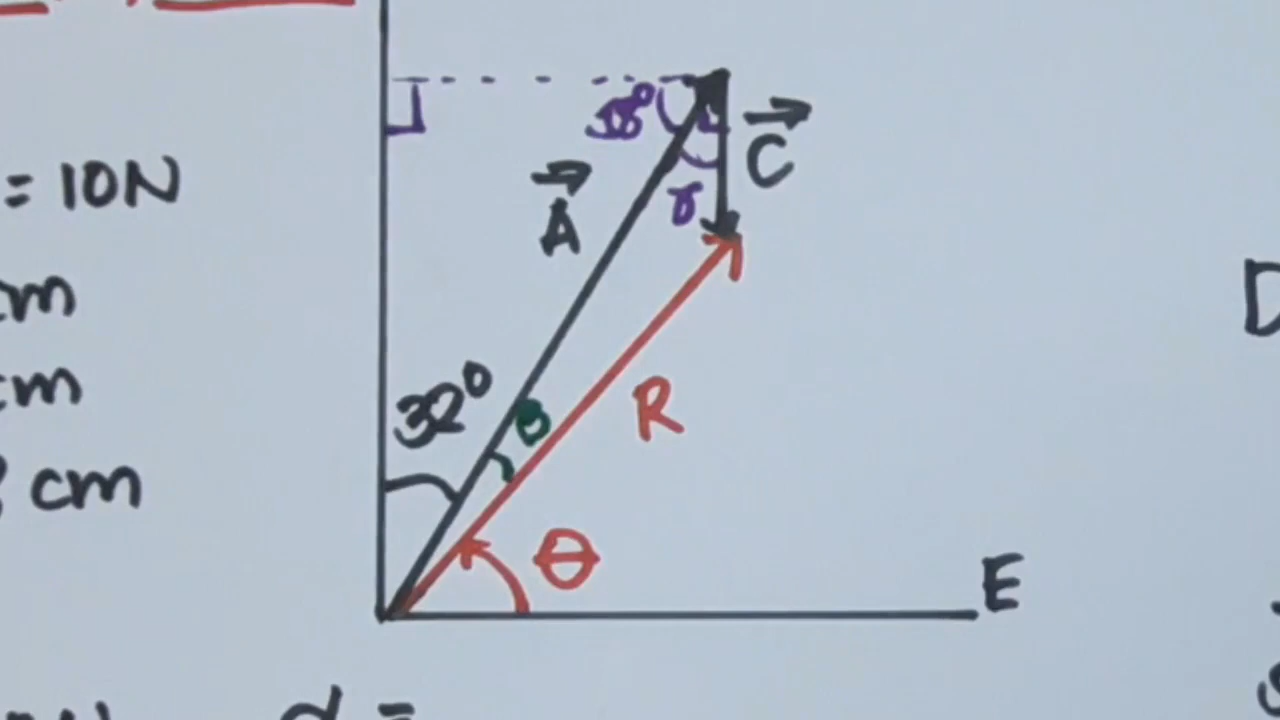 58°
C
= 10N
A
γ
cm
D
32°
cm
θ
R
cm
θ
E
d =